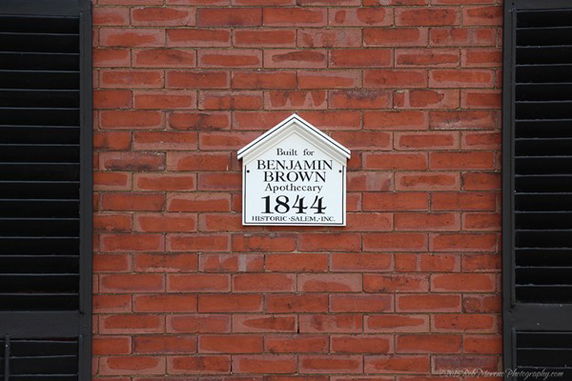 Built for
BENJAMIN
BROWN
Apothecary
1844
HISTORIC·SALEM,·INC.